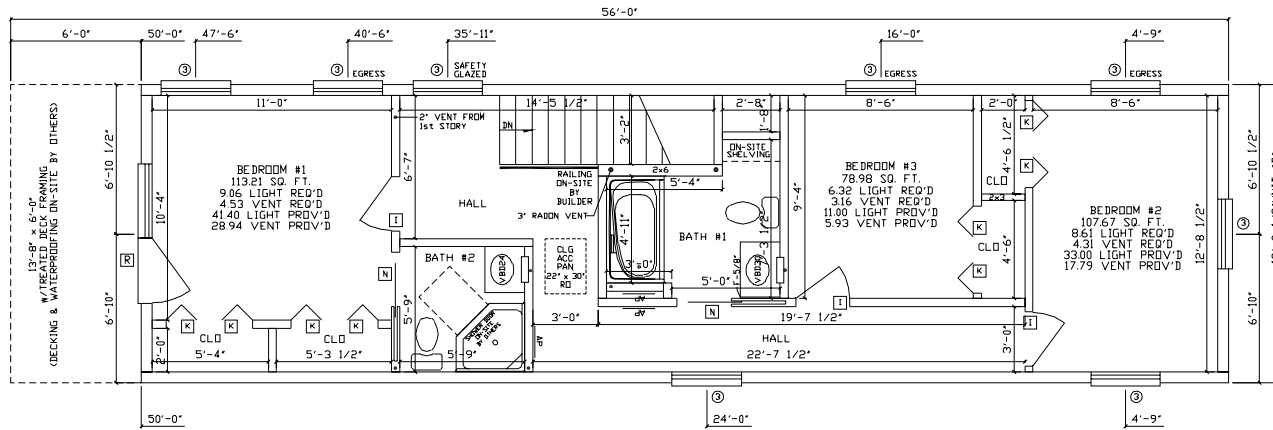 56'-0"
6'-0"
50'-0"
47'-6"
40'-6"
35'-11"
16'-0"
4'-9"
3
3
EGRESS
3
SAFETY
GLAZED
3
EGRESS
3
EGRESS
11'-0"
14'-5 1/2"
2'-8"
8'-6"
2'-0"
8'-6"
2" VENT FROM
1st STORY
DN
3'-2"
1'-8"
4'-6 1/2"
K
K
13'-8" x 6'-0"
W/TREATED DECK FRAMING
(DECKING & WATERPROOFING ON-SITE BY OTHERS)
6'-10 1/2"
10'-4"
BEDROOM #1
113.21 SQ. FT.
9.06 LIGHT REQ'D
4.53 VENT REQ'D
41.40 LIGHT PROV'D
28.94 VENT PROV'D
6'-7"
I
HALL
RAILING
ON-SITE
BY
BUILDER
3" RADON VENT
2x6
5'-4"
ON-SITE
SHELVING
4'-11"
3'-0"
BATH #1
9'-4"
BEDROOM #3
78.98 SQ. FT.
6.32 LIGHT REQ'D
3.16 VENT REQ'D
11.00 LIGHT PROV'D
5.93 VENT PROV'D
CLO
2x3
K
CLO
K
4'-6"
BEDROOM #2
107.67 SQ. FT.
8.61 LIGHT REQ'D
4.31 VENT REQ'D
33.00 LIGHT PROV'D
17.79 VENT PROV'D
12'-8 1/2"
3
6'-10 1/2"
R
6'-10"
N
BATH #2
VBD24
CLG
ACC
PAN
22" x 30"
RO
5'-0"
VBD30
AP
AP
N
I
I
6'-10"
K
K
K
K
CLO
CLO
2'-0"
5'-4"
5'-3 1/2"
5'-9"
SHOWER DOOR
ON-SITE
BY OTHERS
5'-9"
AP
3'-0"
19'-7 1/2"
HALL
22'-7 1/2"
3'-0"
50'-0"
3
24'-0"
3
4'-9"